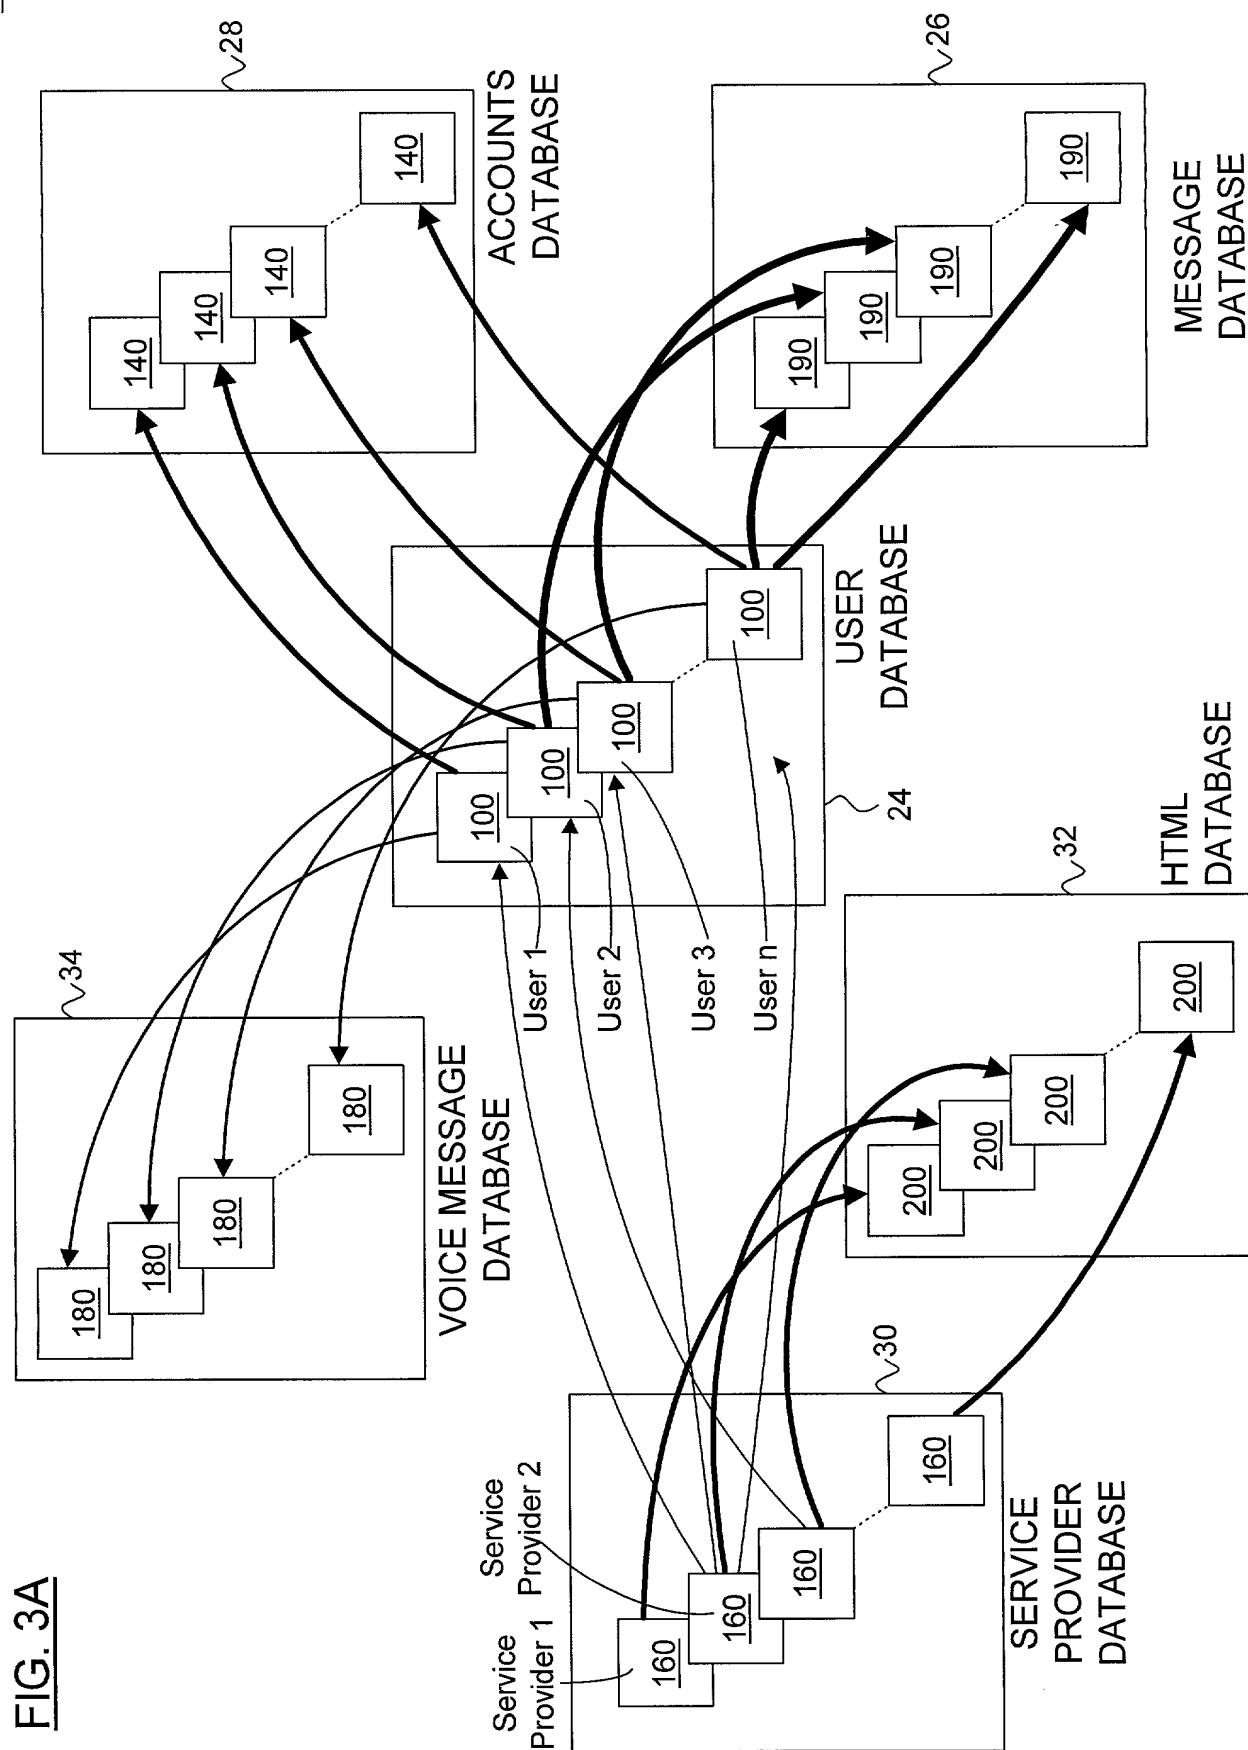 FIG. 3A
34
180
180
180
180
VOICE MESSAGE
DATABASE
28
140
140
140
140
ACCOUNTS
DATABASE
100
100
100
100
User 1
User 2
User 3
User n
24
USER
DATABASE
26
190
190
190
190
MESSAGE
DATABASE
Service
Provider 1
Service
Provider 2
160
160
160
160
30
SERVICE
PROVIDER
DATABASE
32
200
200
200
200
HTML
DATABASE